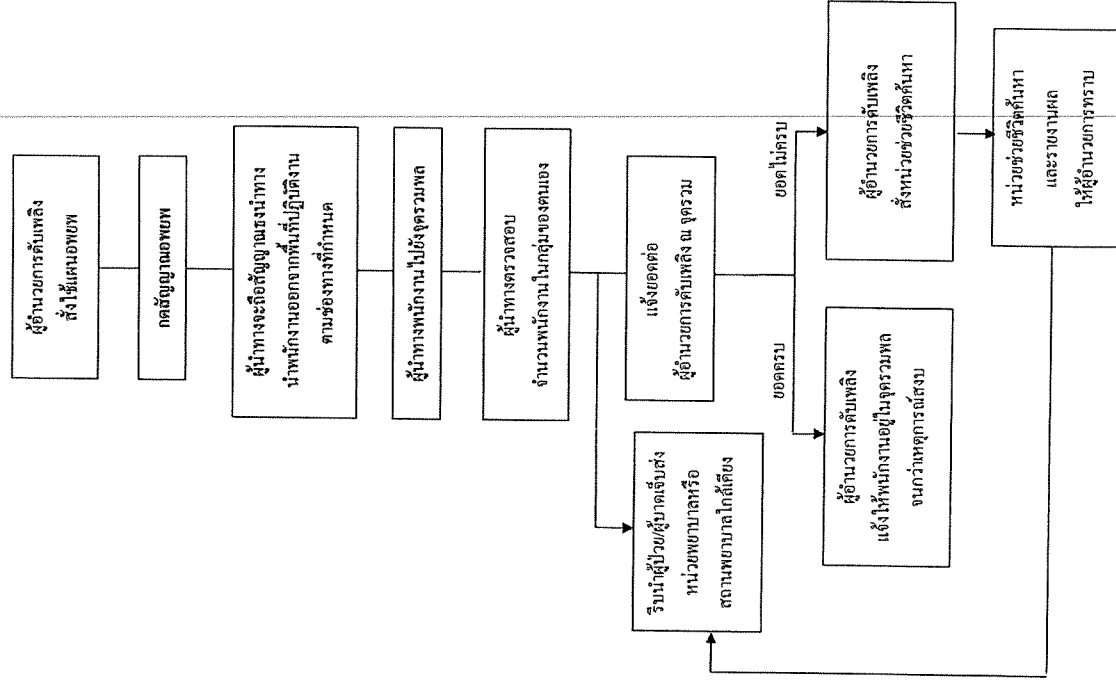 ผู้อำนวยการดับเพลิง
สั่งใช้แผนอพยพ
กดสัญญาณอพยพ
ผู้นำทางจะถือสัญญาณธงนำทาง
นำพนักงานออกจากพื้นที่ปฏิบัติงาน
ตามช่องทางที่กำหนด
ผู้นำทางพนักงานไปยังจุดรวมพล
ผู้นำทางตรวจสอบ
จำนวนพนักงานในกลุ่มของตนเอง
รีบนำผู้ป่วย/ผู้บาดเจ็บส่ง
หน่วยพยาบาลหรือ
สถานพยาบาลใกล้เคียง
แจ้งยอดต่อ
ผู้อำนวยการดับเพลิง ณ จุดรวม
ยอดครบ
ยอดไม่ครบ
ผู้อำนวยการดับเพลิง
แจ้งให้พนักงานอยู่ในจุดรวมพล
จนกว่าเหตุการณ์สงบ
ผู้อำนวยการดับเพลิง
สั่งหน่วยช่วยชีวิตค้นหา
หน่วยช่วยชีวิตค้นหา
และรายงานผล
ให้ผู้อำนวยการทราบ